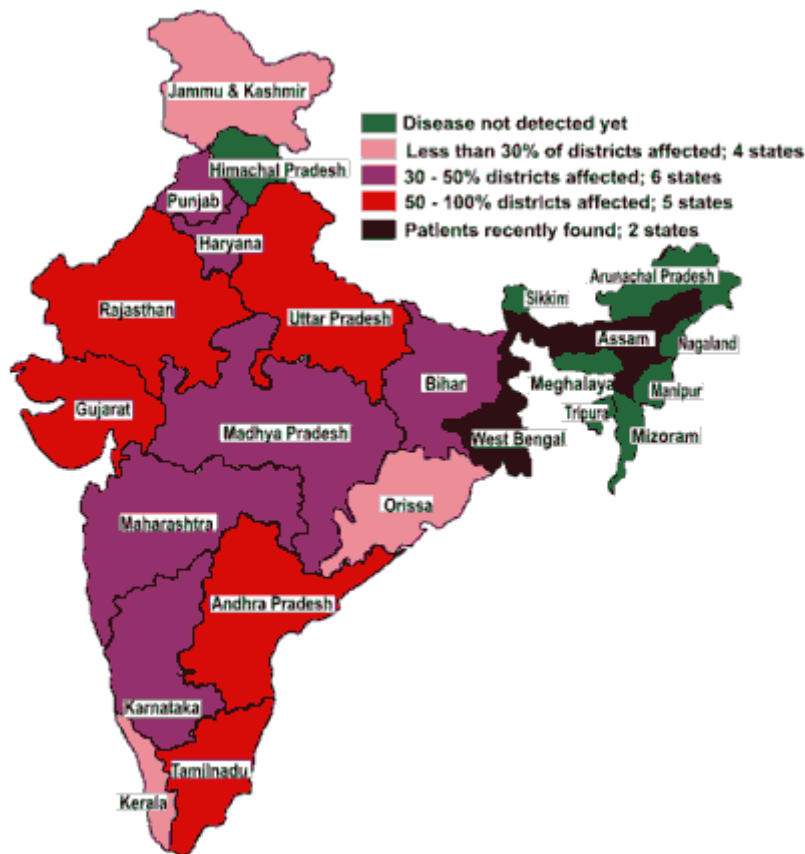 Jammu & Kashmir
Disease not detected yet
Less than 30% of districts affected; 4 states
30 - 50% districts affected; 6 states
50 - 100% districts affected; 5 states
Patients recently found; 2 states
Himachal Pradesh
Punjab
Haryana
Arunachal Pradesh
Sikkim
Rajasthan
Uttar Pradesh
Assam
Nagaland
Bihar
Meghalaya
Manipur
Gujarat
Tripura
Madhya Pradesh
West Bengal
Mizoram
Orissa
Maharashtra
Andhra Pradesh
Karnataka
Tamilnadu
Kerala